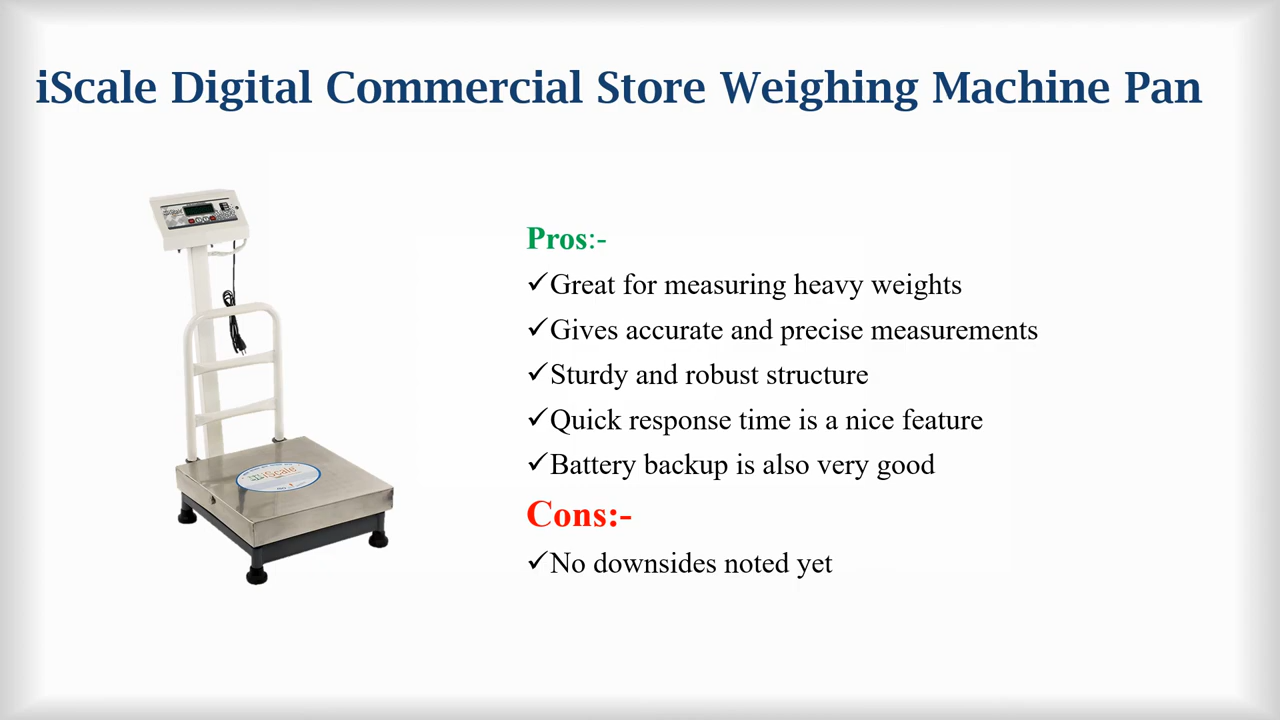 iScale Digital Commercial Store Weighing Machine Pan
Pros:-
✓Great for measuring heavy weights
✓Gives accurate and precise measurements
✓Sturdy and robust structure
✓Quick response time is a nice feature
✓Battery backup is also very good
Cons:-
✓No downsides noted yet
iScale